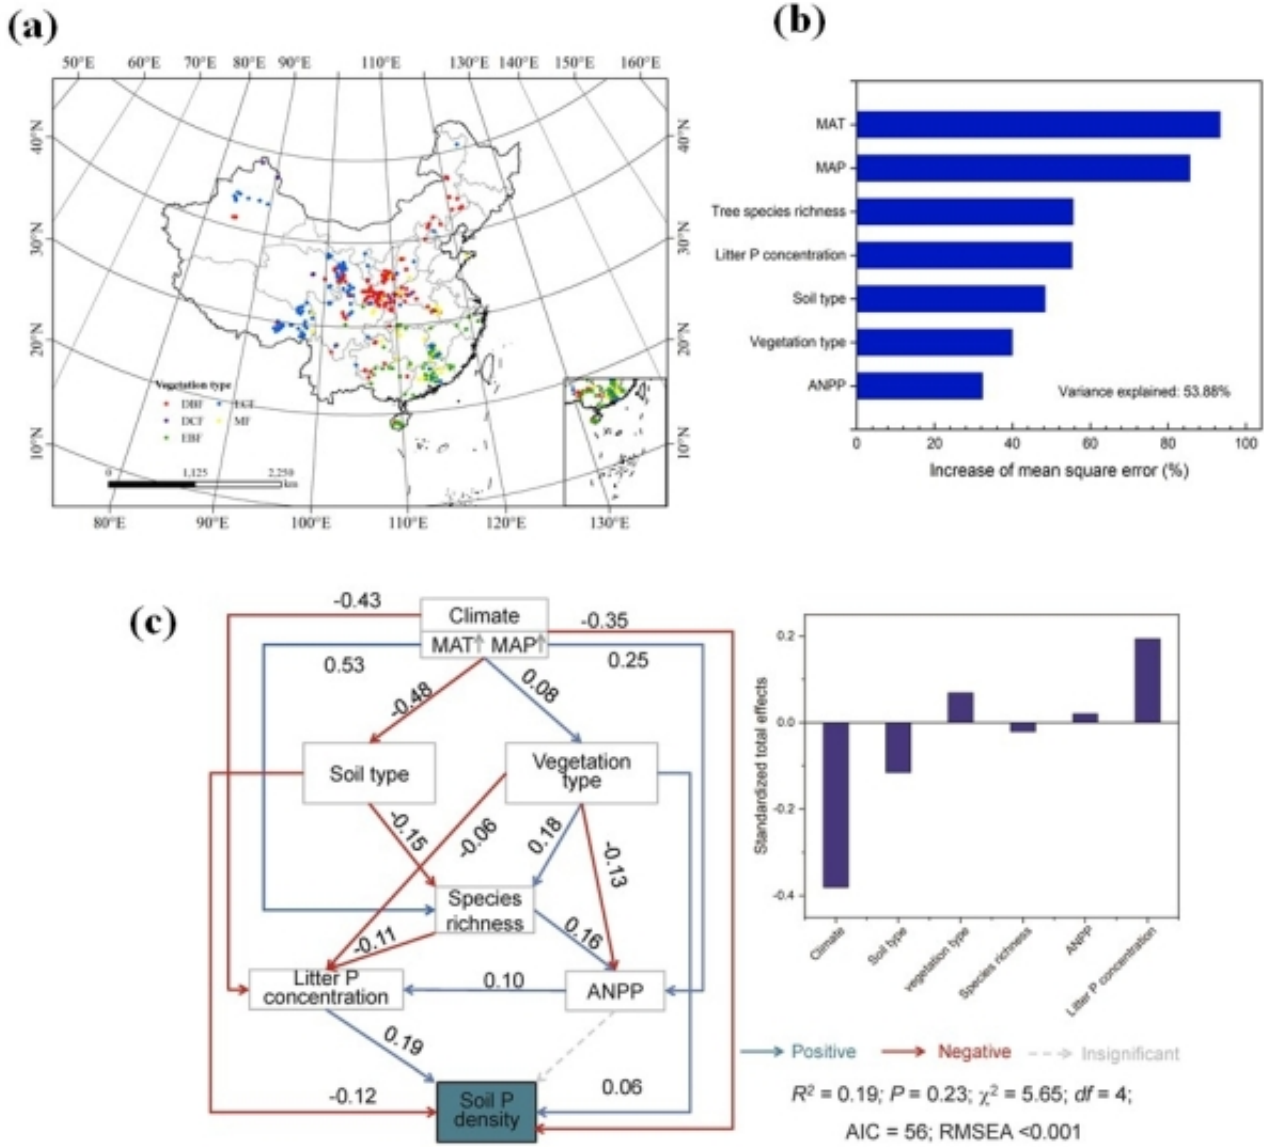 (a)
50°E 60°E 70°E 80°E 90°E 110°E 130°E 140°E 150°E 160°E
40°N 40°N
30°N 30°N
20°N 20°N
10°N 10°N
Vegetation type
DBF ECF
DCF MF
EBF
0 1,125 2,250
km
80°E 90°E 100°E 110°E 120°E 130°E
(b)
MAT
MAP
Tree species richness
Litter P concentration
Soil type
Vegetation type
ANPP
Variance explained: 53.88%
0 20 40 60 80 100
Increase of mean square error (%)
(c)
-0.43
Climate
-0.35
MAT↑ MAP↑
0.53
0.25
-0.48
0.08
Soil type
Vegetation
type
-0.15
-0.06
0.18
-0.13
Species
richness
-0.11
0.16
Litter P
concentration
0.10
ANPP
0.19
-0.12
Soil P
density
0.06
Standardized total effects
0.2
0.0
-0.2
-0.4
Climate
Soil type
vegetation type
Species richness
ANPP
Litter P concentration
Positive Negative Insignificant
R² = 0.19; P = 0.23; χ² = 5.65; df = 4;
AIC = 56; RMSEA <0.001